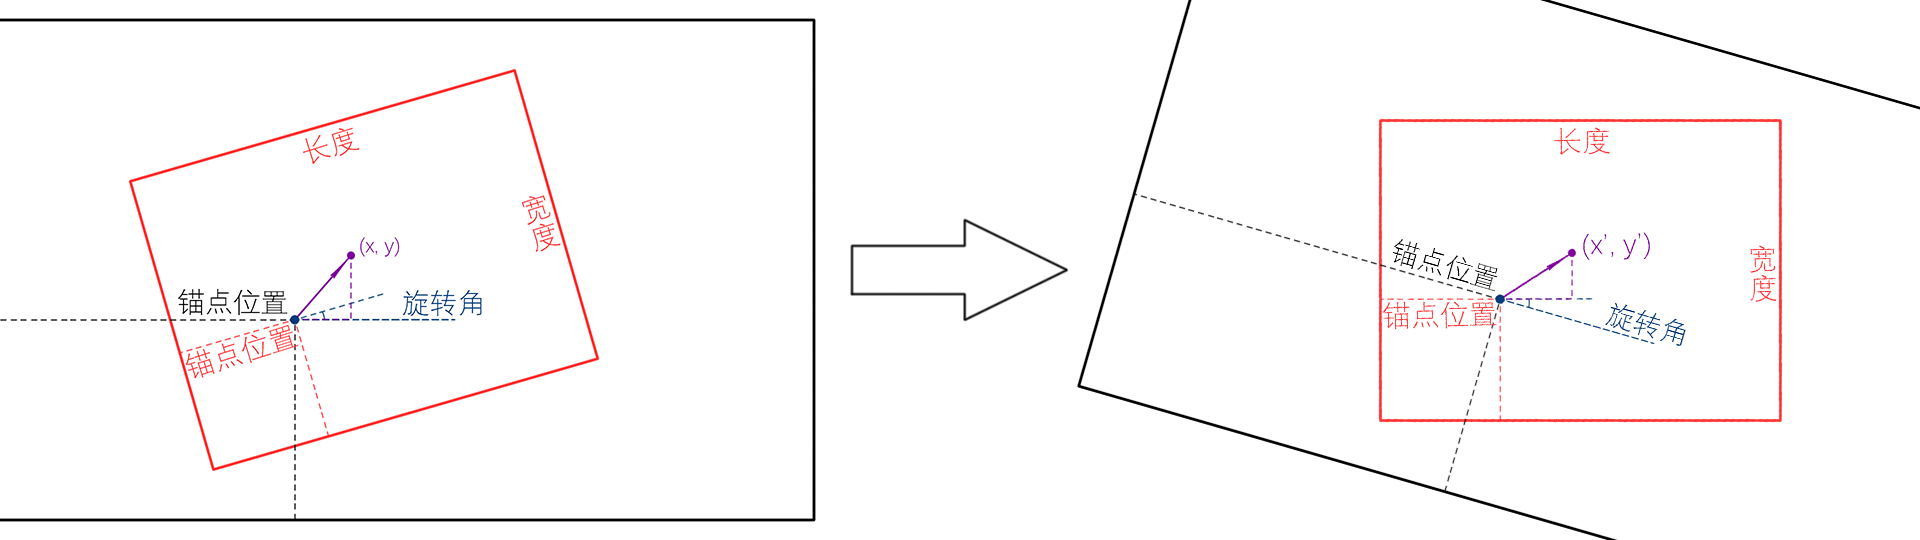 长度
宽度
(x, y)
锚点位置
旋转角
锚点位置
长度
宽度
(x', y')
锚点位置
锚点位置
旋转角